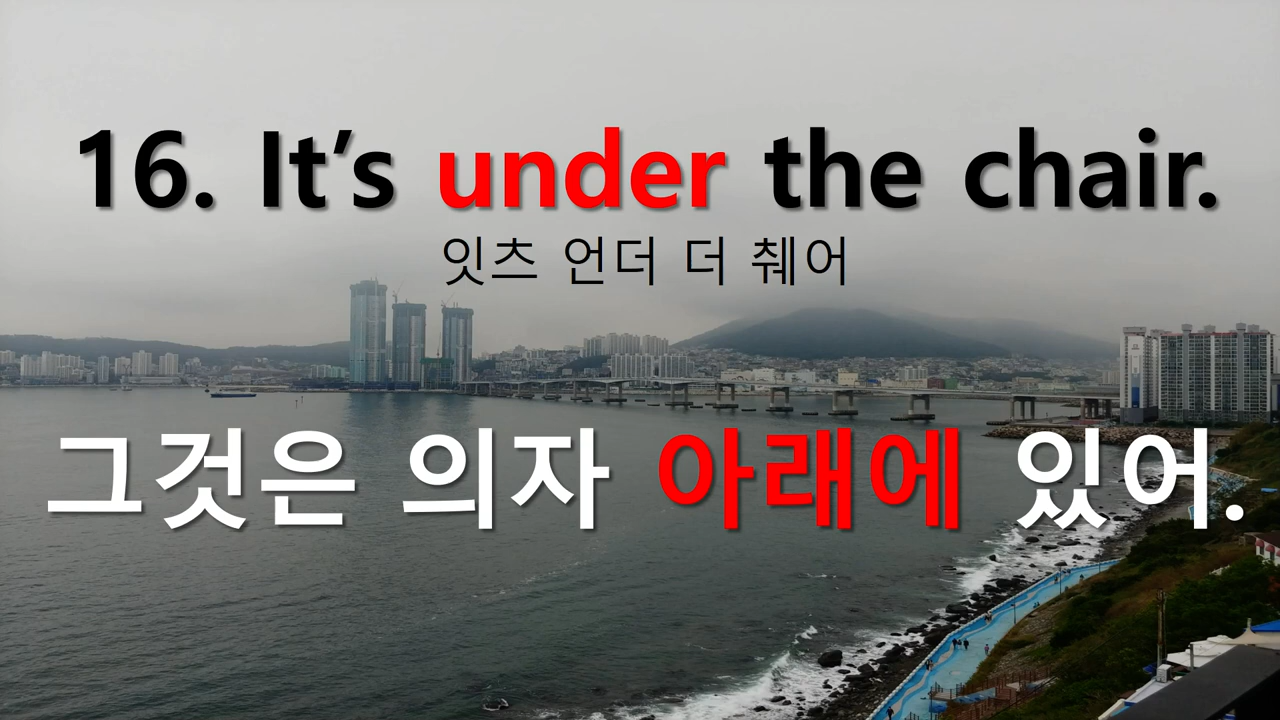 16. It’s under the chair.
잇츠 언더 더 췌어
그것은 의자 아래에 있어.